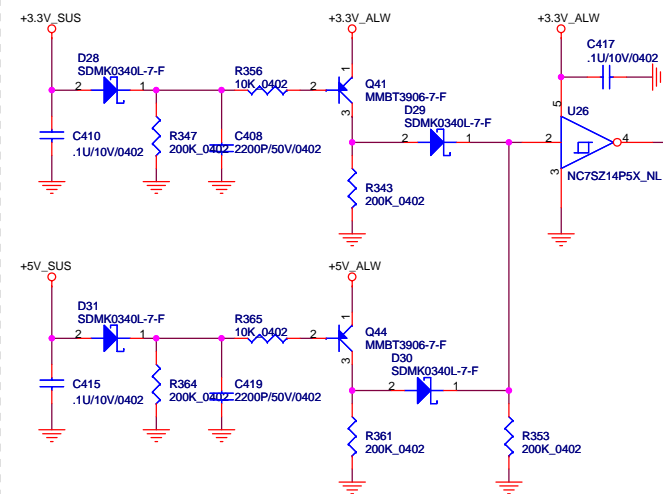 +3.3V_SUS
+3.3V_ALW
+3.3V_ALW
D28
SDMK0340L-7-F
2
1
R356
10K_0402
2
1
3
Q41
MMBT3906-7-F
C417
.1U/10V/0402
C410
.1U/10V/0402
R347
200K_0402
C408
2200P/50V/0402
D29
SDMK0340L-7-F
2
1
R343
200K_0402
5
U26
2
4
3
NC7SZ14P5X_NL
+5V_SUS
+5V_ALW
D31
SDMK0340L-7-F
2
1
R365
10K_0402
2
1
3
Q44
MMBT3906-7-F
C415
.1U/10V/0402
R364
200K_0402
C419
2200P/50V/0402
D30
SDMK0340L-7-F
2
1
R361
200K_0402
R353
200K_0402